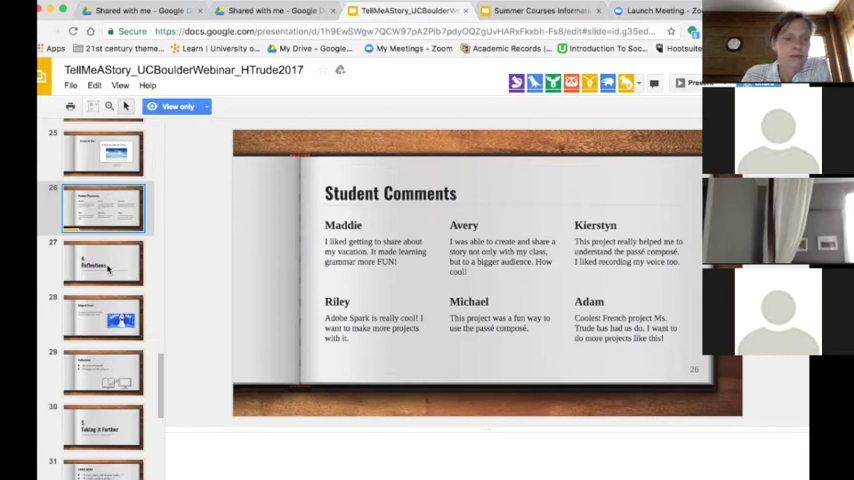 Shared with me - Google D
Shared with me - Google D
TellMeAStory_UCBoulderWe
Summer Courses Informati
Launch Meeting - Zo
Secure
https://docs.google.com/presentation/d/1h9EwSWgw7QCW97pA2Pib7pdyOQZgUvHARxFkxbh-Fs8/edit#slide=id.g35ed...
Apps
21st century theme...
Learn | University o...
My Drive - Google...
My Meetings - Zoom
Academic Records |...
Introduction To Soc...
Hootsuite
TellMeAStory_UCBoulderWebinar_HTrude2017
File Edit View Help
View only
25
26
27
28
29
30
31
Student Comments
4.
Reflections
5.
Taking It Further
Student Comments
Maddie
I liked getting to share about
my vacation. It made learning
grammar more FUN!
Avery
I was able to create and share a
story not only with my class,
but to a bigger audience. How
cool!
Kierstyn
This project really helped me to
understand the passé composé.
I liked recording my voice too.
Riley
Adobe Spark is really cool! I
want to make more projects
with it.
Michael
This project was a fun way to
use the passé composé.
Adam
Coolest French project Ms.
Trude has had us do. I want to
do more projects like this!
26